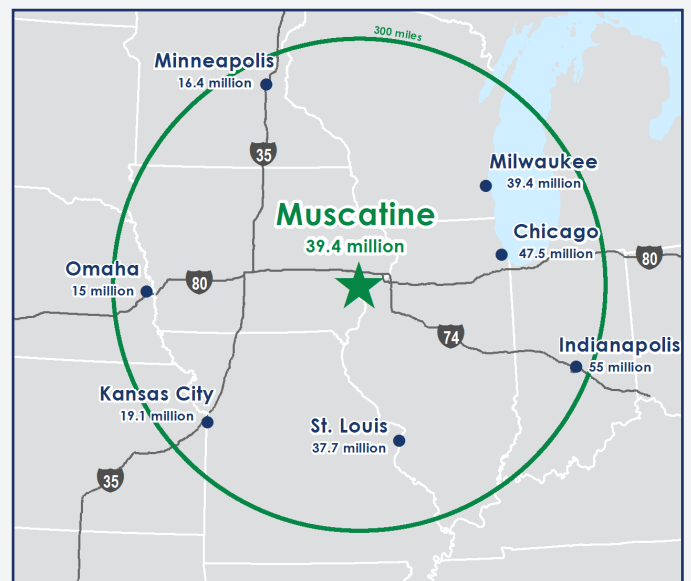 300 miles
Minneapolis
16.4 million
35
Milwaukee
39.4 million
Muscatine
39.4 million
Chicago
47.5 million
80
Omaha
15 million
80
74
Indianapolis
55 million
Kansas City
19.1 million
St. Louis
37.7 million
35